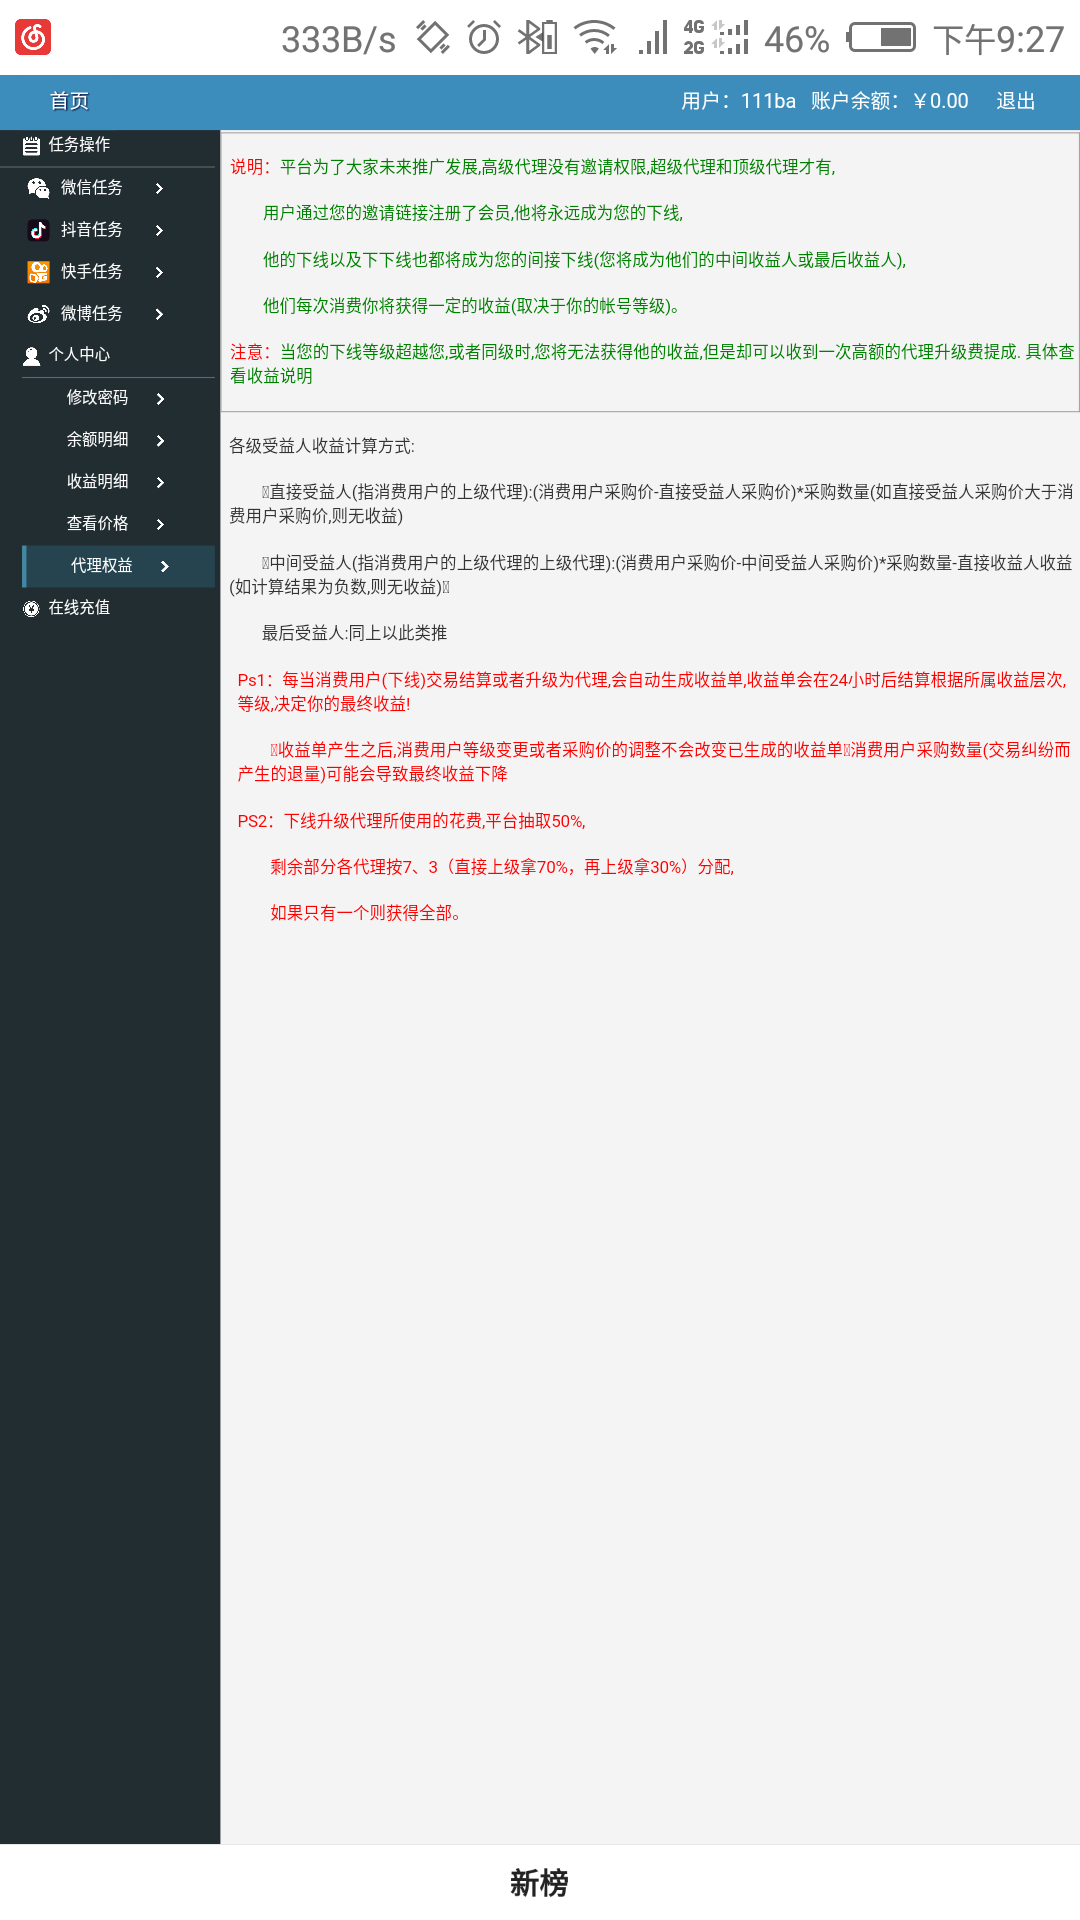 333B/s 4G 2G 46% 下午9:27
首页 用户：111ba 账户余额：￥0.00 退出
任务操作
微信任务
抖音任务
快手任务
微博任务
个人中心
修改密码
余额明细
收益明细
查看价格
代理权益
在线充值
说明：平台为了大家未来推广发展,高级代理没有邀请权限,超级代理和顶级代理才有,
用户通过您的邀请链接注册了会员,他将永远成为您的下线,
他的下线以及下下线也都将成为您的间接下线(您将成为他们的中间收益人或最后收益人),
他们每次消费你将获得一定的收益(取决于你的帐号等级)。
注意：当您的下线等级超越您,或者同级时,您将无法获得他的收益,但是却可以收到一次高额的代理升级费提成. 具体查
看收益说明
各级受益人收益计算方式:
直接受益人(指消费用户的上级代理):(消费用户采购价-直接受益人采购价)*采购数量(如直接受益人采购价大于消
费用户采购价,则无收益)
中间受益人(指消费用户的上级代理的上级代理):(消费用户采购价-中间受益人采购价)*采购数量-直接收益人收益
(如计算结果为负数,则无收益)
最后受益人:同上以此类推
Ps1：每当消费用户(下线)交易结算或者升级为代理,会自动生成收益单,收益单会在24小时后结算根据所属收益层次,
等级,决定你的最终收益!
收益单产生之后,消费用户等级变更或者采购价的调整不会改变已生成的收益单消费用户采购数量(交易纠纷而
产生的退量)可能会导致最终收益下降
PS2：下线升级代理所使用的花费,平台抽取50%,
剩余部分各代理按7、3（直接上级拿70%，再上级拿30%）分配,
如果只有一个则获得全部。
新榜